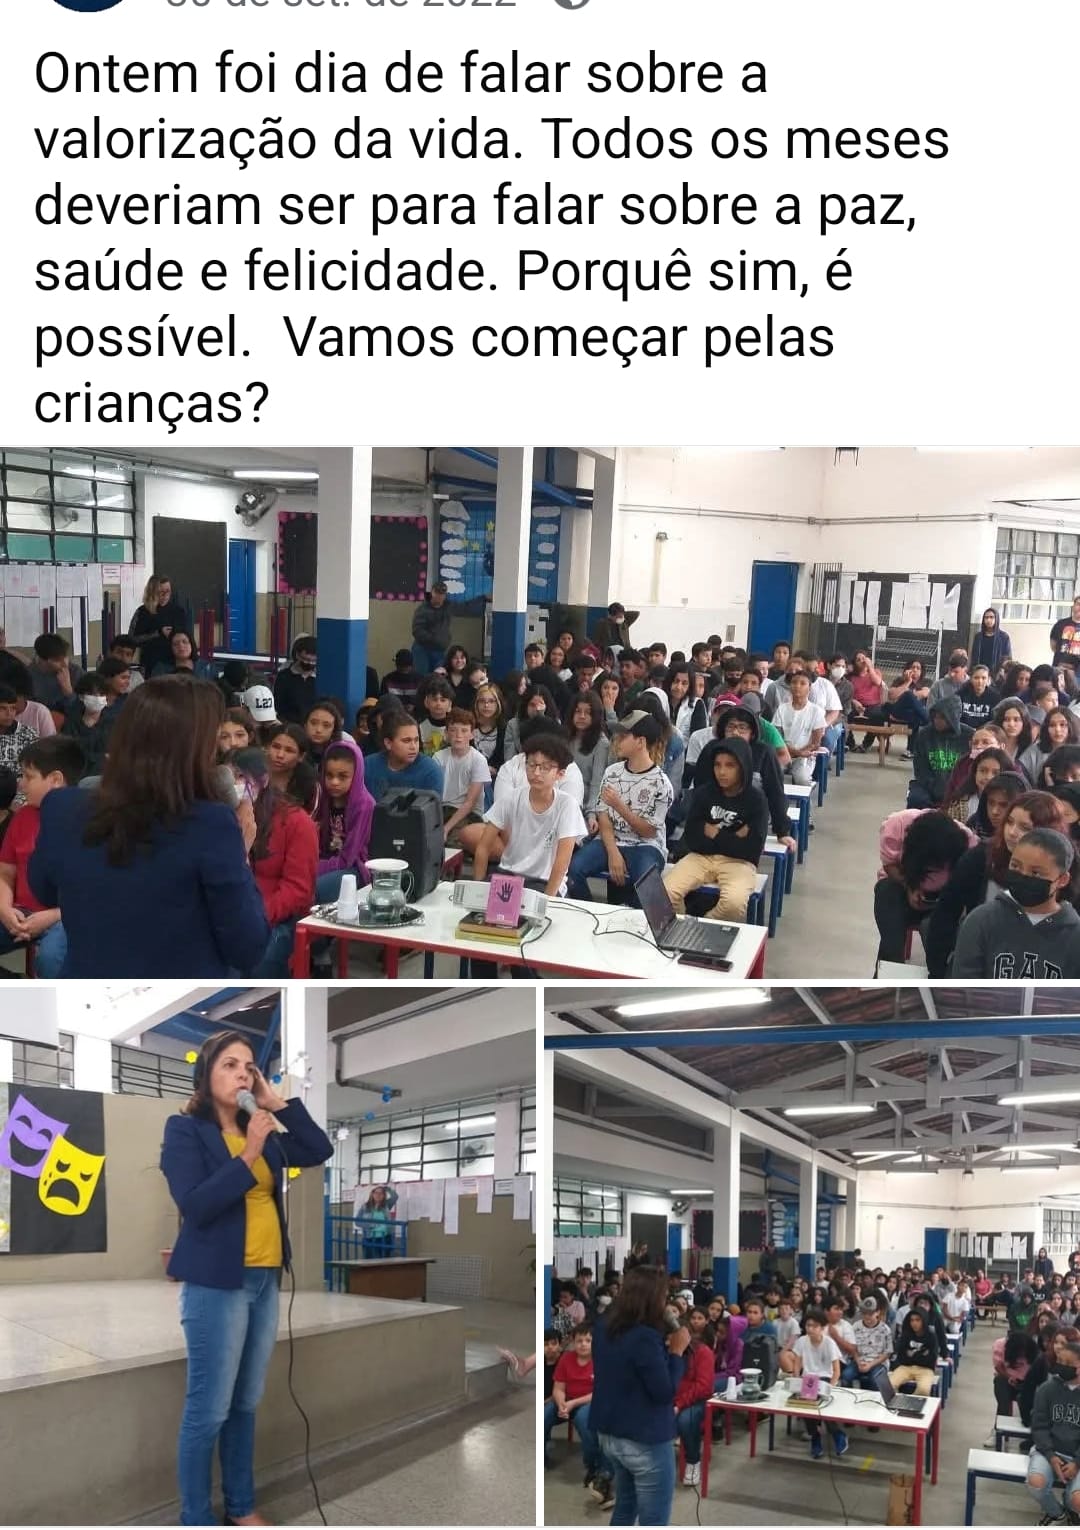 Ontem foi dia de falar sobre a
valorização da vida. Todos os meses
deveriam ser para falar sobre a paz,
saúde e felicidade. Porquê sim, é
possível.  Vamos começar pelas
crianças?
L27
NIKE
GAP